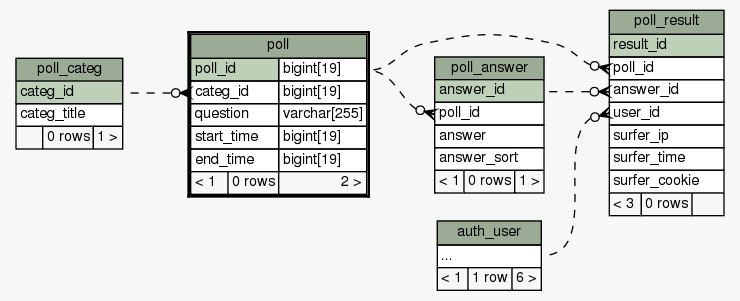 poll_categ
categ_id
categ_title
0 rows 1 >
poll
poll_id bigint[19]
categ_id bigint[19]
question varchar[255]
start_time bigint[19]
end_time bigint[19]
< 1 0 rows 2 >
poll_answer
answer_id
poll_id
answer
answer_sort
< 1 0 rows 1 >
auth_user
...
< 1 1 row 6 >
poll_result
result_id
poll_id
answer_id
user_id
surfer_ip
surfer_time
surfer_cookie
< 3 0 rows